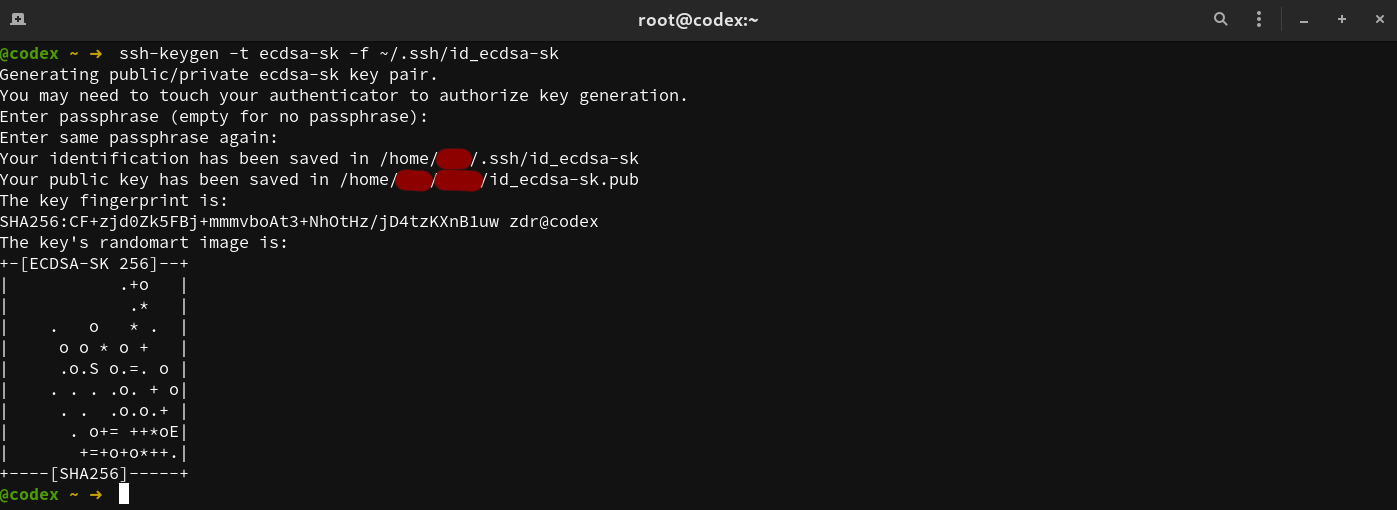 root@codex:~
@codex ~ ➜ ssh-keygen -t ecdsa-sk -f ~/.ssh/id_ecdsa-sk
Generating public/private ecdsa-sk key pair.
You may need to touch your authenticator to authorize key generation.
Enter passphrase (empty for no passphrase):
Enter same passphrase again:
Your identification has been saved in /home/ /.ssh/id_ecdsa-sk
Your public key has been saved in /home/ / /id_ecdsa-sk.pub
The key fingerprint is:
SHA256:CF+zjd0Zk5FBj+mmmvboAt3+NhOtHz/jD4tzKXnB1uw zdr@codex
The key's randomart image is:
+-[ECDSA-SK 256]--+
|           .+o   |
|            .*   |
|    .   o   * .  |
|     o o * o +   |
|     .o.S o.=. o |
|    . . . .o. + o|
|     . .  .o.o.+ |
|      . o+= ++*oE|
|       +=+o+o*++.|
+----[SHA256]-----+
@codex ~ ➜